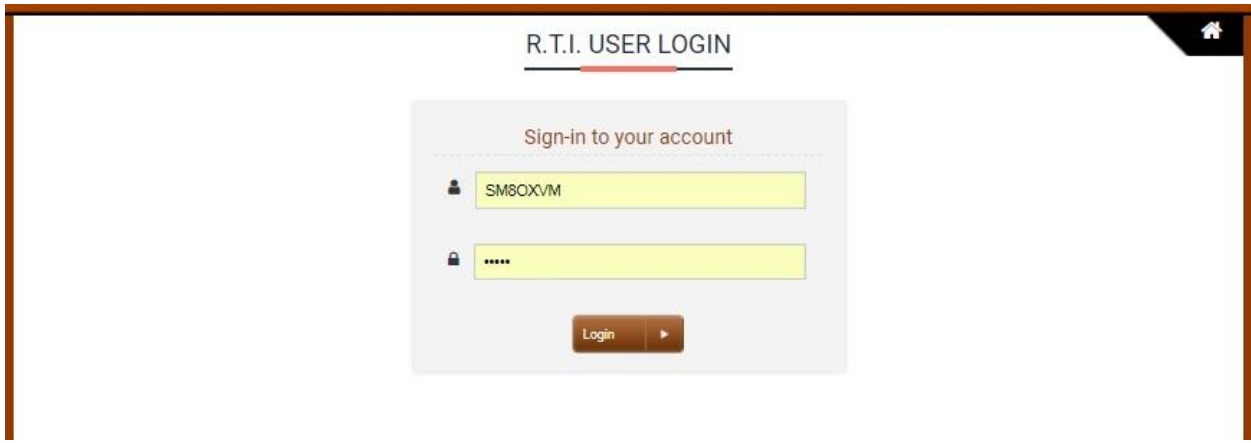 R.T.I. USER LOGIN
Sign-in to your account
SM8OXVM
•••••
Login